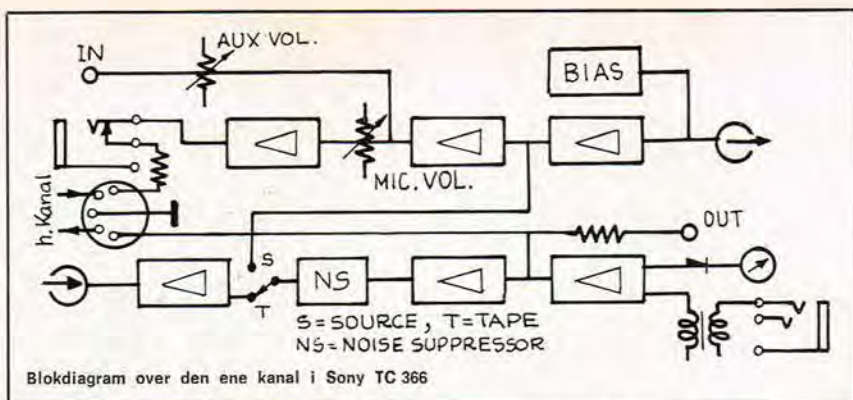 AUX VOL.
IN
BIAS
MIC. VOL.
h. Kanal
OUT
S
NS
T
S=SOURCE, T=TAPE
NS=NOISE SUPPRESSOR
Blokdiagram over den ene kanal i Sony TC 366